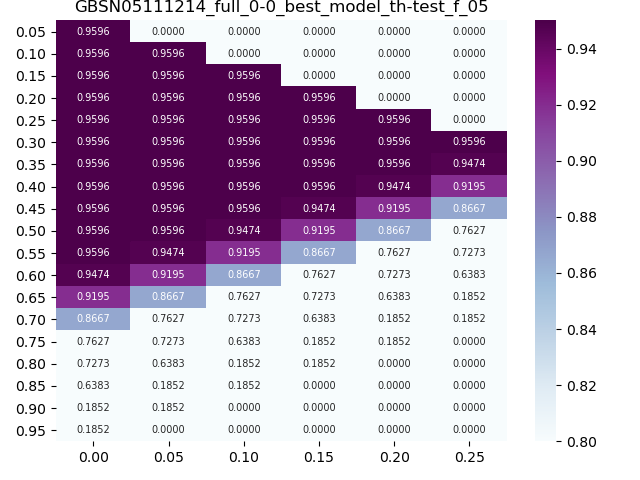 GBSN05111214_full_0-0_best_model_th-test_f_05
0.05 0.9596 0.0000 0.0000 0.0000 0.0000 0.0000
0.10 0.9596 0.9596 0.0000 0.0000 0.0000 0.0000
0.15 0.9596 0.9596 0.9596 0.0000 0.0000 0.0000
0.20 0.9596 0.9596 0.9596 0.9596 0.0000 0.0000
0.25 0.9596 0.9596 0.9596 0.9596 0.9596 0.0000
0.30 0.9596 0.9596 0.9596 0.9596 0.9596 0.9596
0.35 0.9596 0.9596 0.9596 0.9596 0.9596 0.9474
0.40 0.9596 0.9596 0.9596 0.9596 0.9474 0.9195
0.45 0.9596 0.9596 0.9596 0.9474 0.9195 0.8667
0.50 0.9596 0.9596 0.9474 0.9195 0.8667 0.7627
0.55 0.9596 0.9474 0.9195 0.8667 0.7627 0.7273
0.60 0.9474 0.9195 0.8667 0.7627 0.7273 0.6383
0.65 0.9195 0.8667 0.7627 0.7273 0.6383 0.1852
0.70 0.8667 0.7627 0.7273 0.6383 0.1852 0.1852
0.75 0.7627 0.7273 0.6383 0.1852 0.1852 0.0000
0.80 0.7273 0.6383 0.1852 0.1852 0.0000 0.0000
0.85 0.6383 0.1852 0.1852 0.0000 0.0000 0.0000
0.90 0.1852 0.1852 0.0000 0.0000 0.0000 0.0000
0.95 0.1852 0.0000 0.0000 0.0000 0.0000 0.0000
0.00 0.05 0.10 0.15 0.20 0.25
0.94
0.92
0.90
0.88
0.86
0.84
0.82
0.80